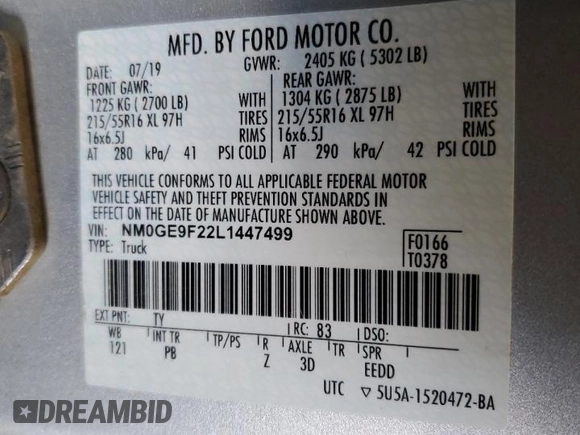 MFD. BY FORD MOTOR CO.
DATE: 07/19 GVWR: 2405 KG ( 5302 LB)
FRONT GAWR: REAR GAWR:
1225 KG ( 2700 LB) WITH 1304 KG ( 2875 LB) WITH
215/55R16 XL 97H TIRES 215/55R16 XL 97H TIRES
16x6.5J RIMS 16x6.5J RIMS
AT 280 kPa/ 41 PSI COLD AT 290 kPa/ 42 PSI COLD
THIS VEHICLE CONFORMS TO ALL APPLICABLE FEDERAL MOTOR
VEHICLE SAFETY AND THEFT PREVENTION STANDARDS IN
EFFECT ON THE DATE OF MANUFACTURE SHOWN ABOVE.
VIN: NM0GE9F22L1447499 F0166
TYPE: Truck T0378
EXT PNT: TY RC: 83 DSO:
WB INT TR TP/PS R AXLE TR SPR
121 PB Z 3D EEDD
UTC ▽ 5U5A-1520472-BA
DREAMBID